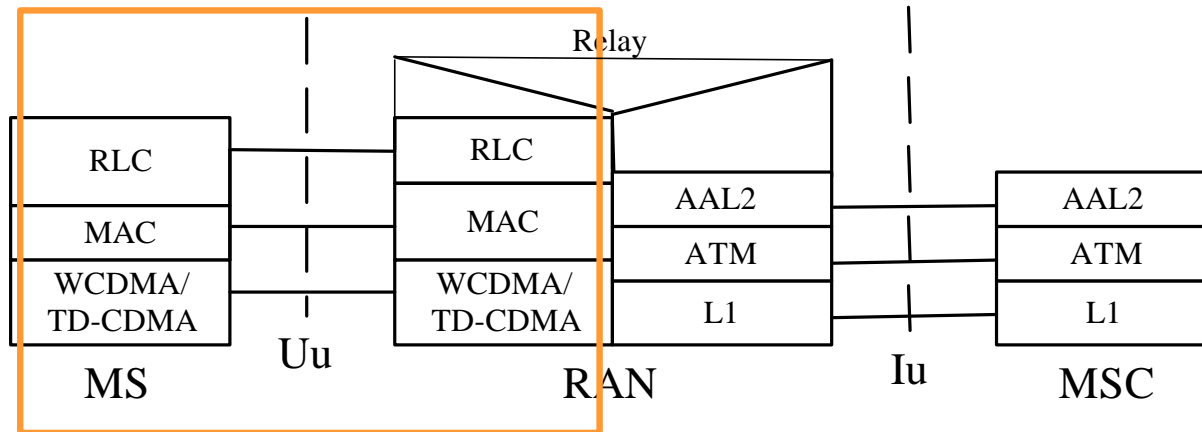 Relay
RLC
RLC
MAC
MAC
AAL2
AAL2
ATM
ATM
WCDMA/
TD-CDMA
WCDMA/
TD-CDMA
L1
L1
Uu
Iu
MS
RAN
MSC